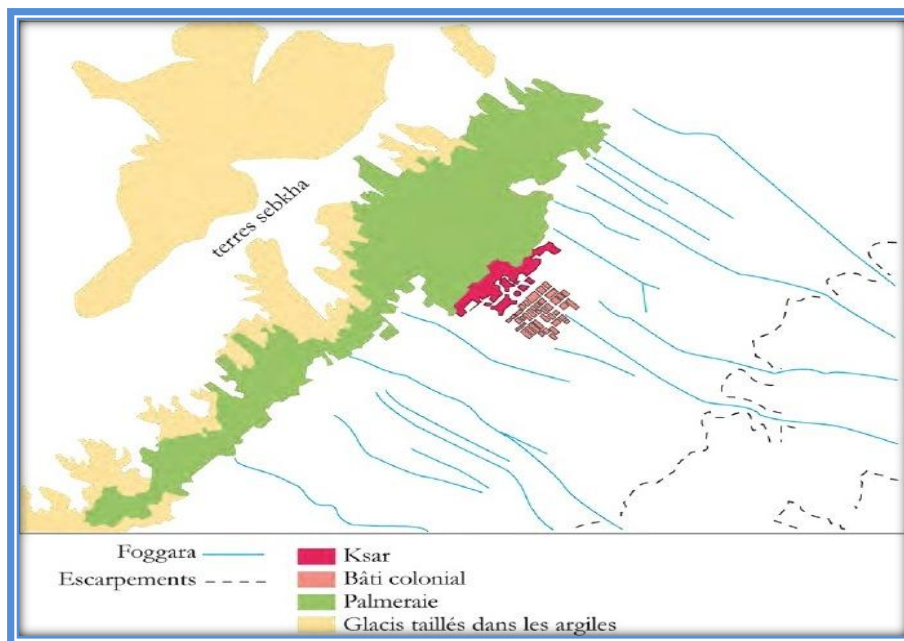 terres sebkha
Foggara
Escarpements
Ksar
Bâti colonial
Palmeraie
Glacis taillés dans les argiles